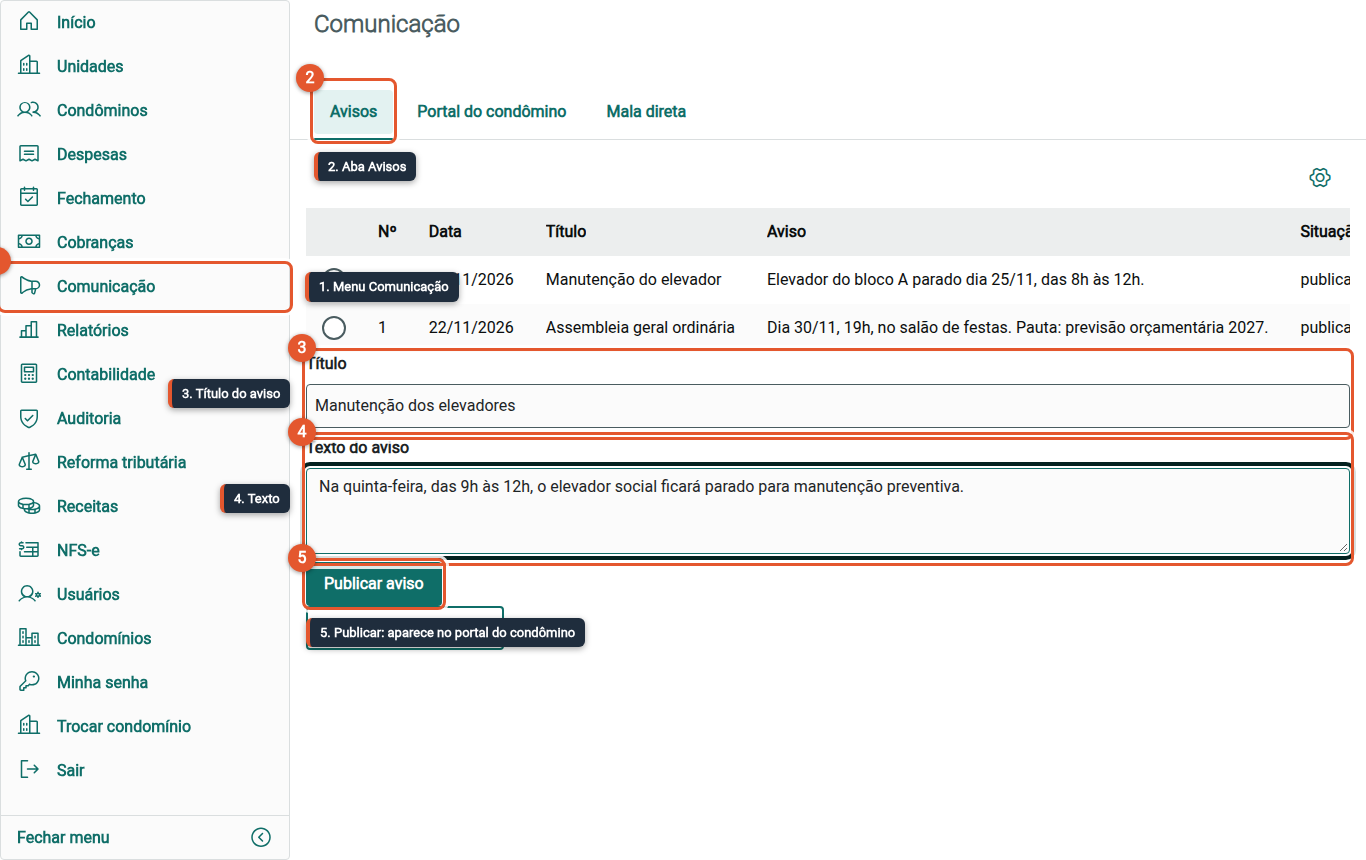 Início
Unidades
Condôminos
Despesas
Fechamento
Cobranças
Comunicação
Relatórios
Contabilidade
Auditoria
Reforma tributária
Receitas
NFS-e
Usuários
Condomínios
Minha senha
Trocar condomínio
Sair
Fechar menu
Comunicação
2
Avisos Portal do condômino Mala direta
2. Aba Avisos
Nº Data Título Aviso Situaçã
1/2026 Manutenção do elevador Elevador do bloco A parado dia 25/11, das 8h às 12h. publica
1. Menu Comunicação
1 22/11/2026 Assembleia geral ordinária Dia 30/11, 19h, no salão de festas. Pauta: previsão orçamentária 2027. publica
3
Título
3. Título do aviso
Manutenção dos elevadores
4
Texto do aviso
4. Texto
Na quinta-feira, das 9h às 12h, o elevador social ficará parado para manutenção preventiva.
5
Publicar aviso
5. Publicar: aparece no portal do condômino